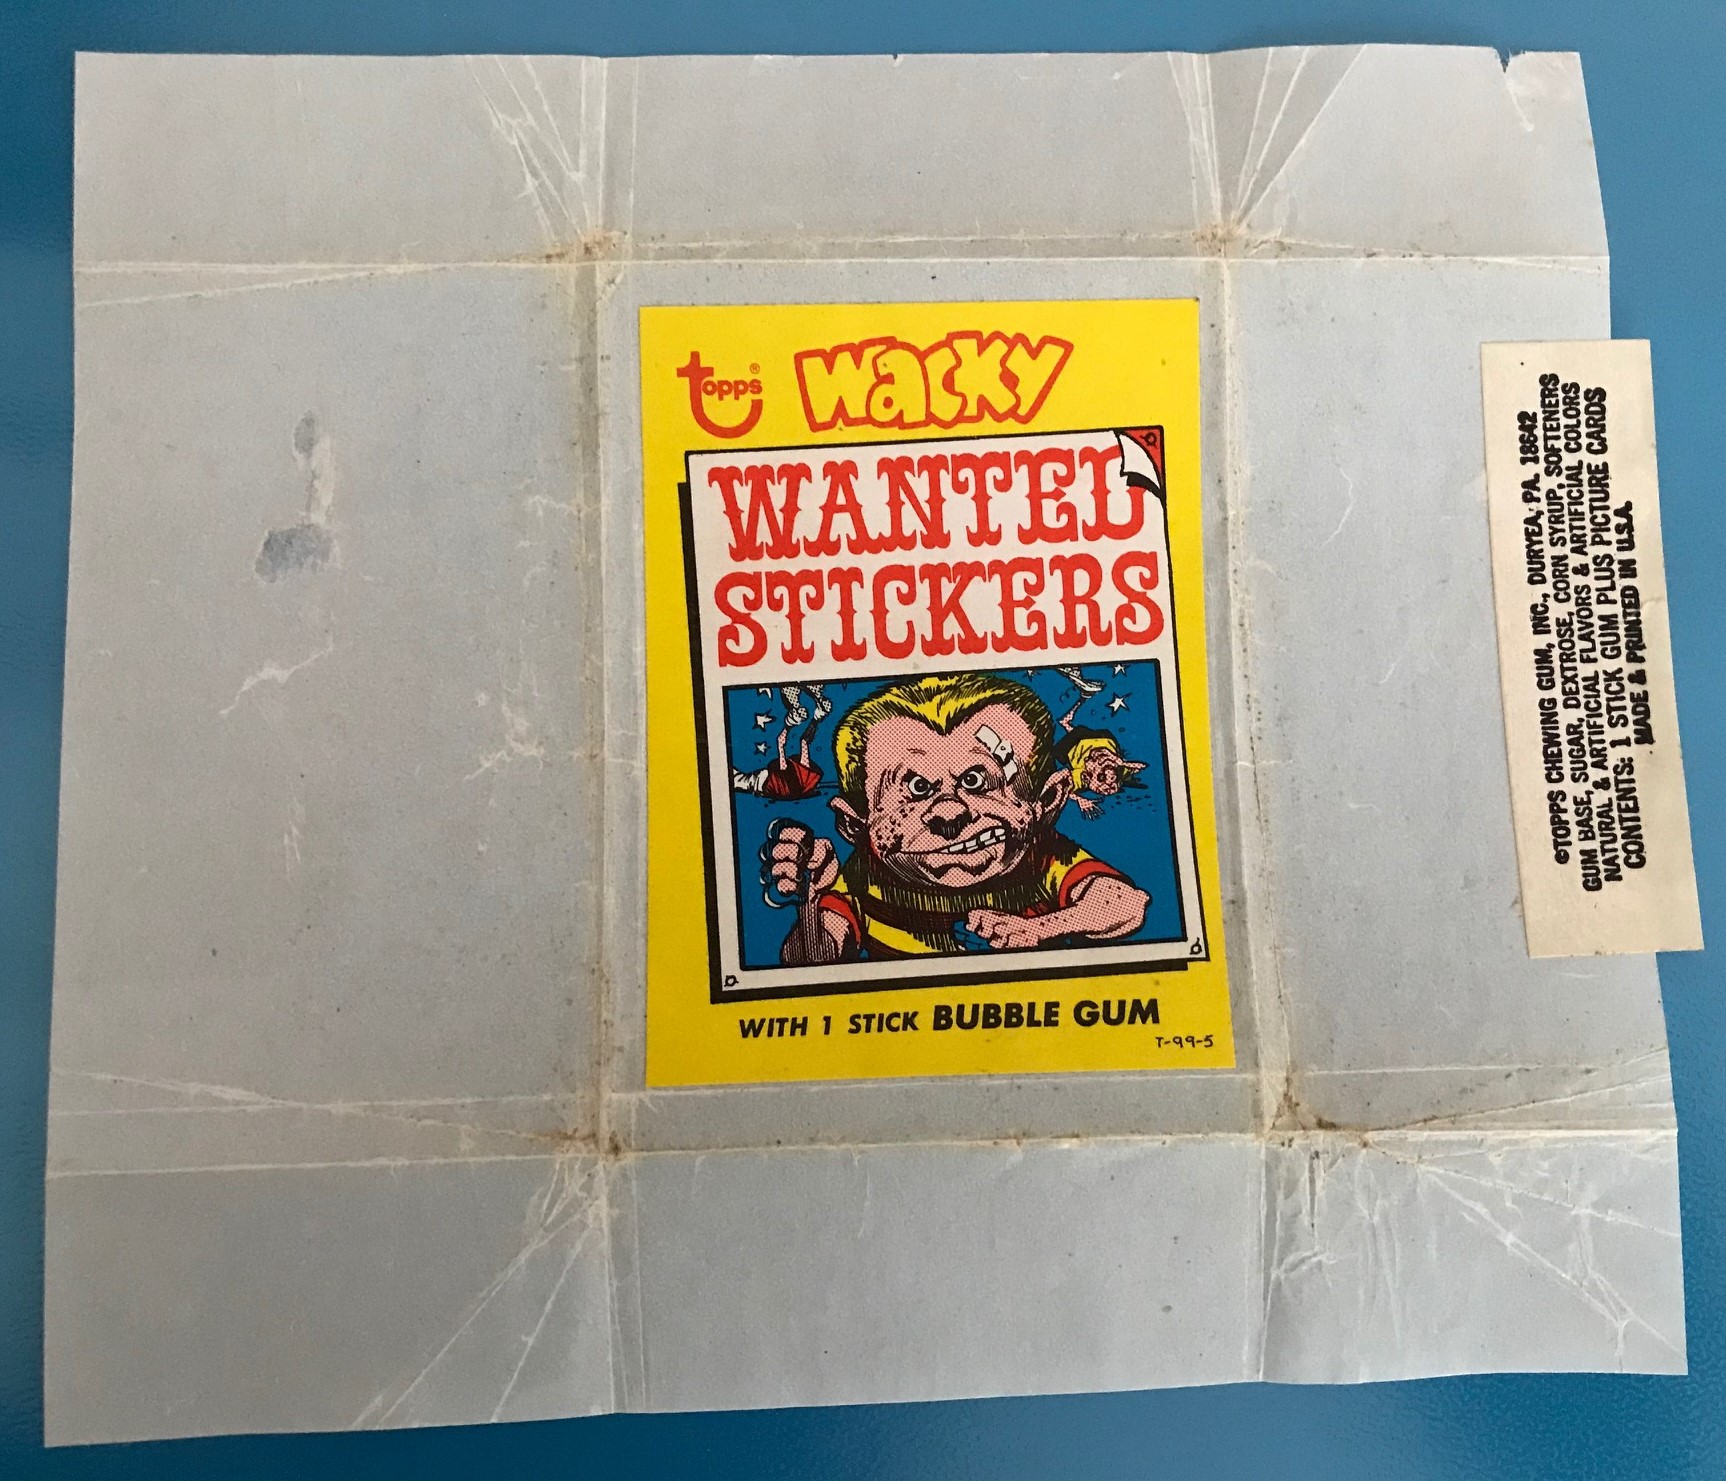 topps®
wacky
WANTED
STICKERS
WITH 1 STICK BUBBLE GUM
T-99-5
©TOPPS CHEWING GUM, INC., DURYEA, PA. 18642
GUM BASE, SUGAR, DEXTROSE, CORN SYRUP, SOFTENERS
NATURAL & ARTIFICIAL FLAVORS & ARTIFICIAL COLORS
CONTENTS: 1 STICK GUM PLUS PICTURE CARDS
MADE & PRINTED IN U.S.A.